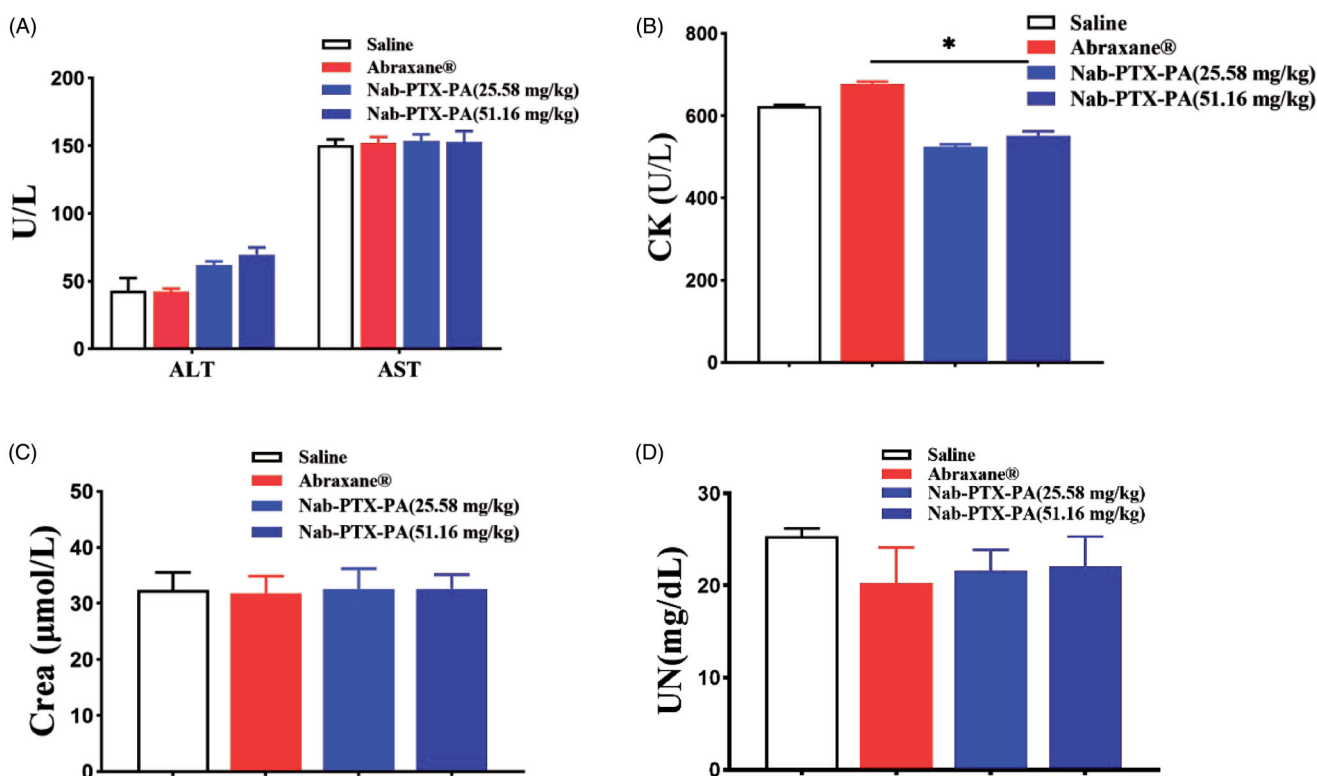 (A)
Saline
Abraxane®
Nab-PTX-PA(25.58 mg/kg)
Nab-PTX-PA(51.16 mg/kg)
200
150
100
50
0
U/L
ALT AST
(B)
Saline
Abraxane®
Nab-PTX-PA(25.58 mg/kg)
Nab-PTX-PA(51.16 mg/kg)
*
800
600
400
200
0
CK (U/L)
(C)
Saline
Abraxane®
Nab-PTX-PA(25.58 mg/kg)
Nab-PTX-PA(51.16 mg/kg)
50
40
30
20
10
0
Crea (μmol/L)
(D)
Saline
Abraxane®
Nab-PTX-PA(25.58 mg/kg)
Nab-PTX-PA(51.16 mg/kg)
30
20
10
0
UN(mg/dL)